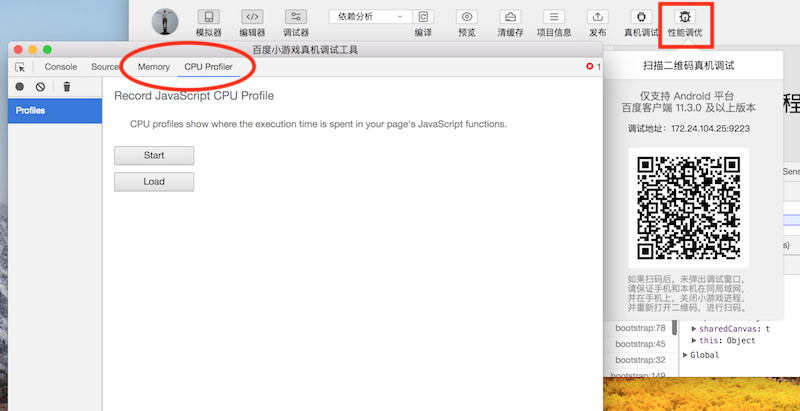 依赖分析
模拟器
编辑器
调试器
编译
预览
清缓存
项目信息
发布
真机调试
性能调优
百度小游戏真机调试工具
Console
Sources
Memory
CPU Profiler
1
Profiles
Record JavaScript CPU Profile
CPU profiles show where the execution time is spent in your page's JavaScript functions.
Start
Load
扫描二维码真机调试
仅支持 Android 平台
百度客户端 11.3.0 及以上版本
调试地址：172.24.104.25:9223
如果扫码后，未弹出调试窗口，
请保证手机和本机在同局域网，
并在手机上，关闭小游戏进程，
并重新打开二维码，进行扫码。
程
Sens
s)
bootstrap:78
bootstrap:45
bootstrap:32
bootstrap:149
sharedCanvas: t
this: Object
Global